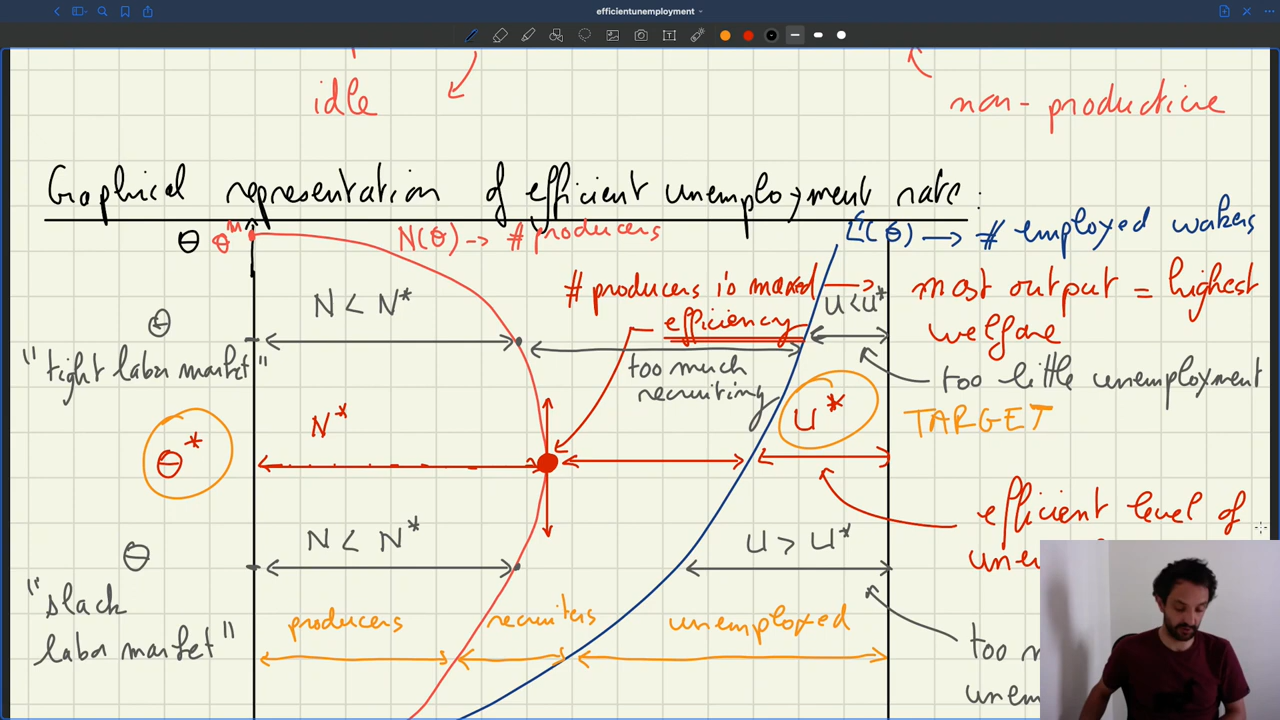 efficientunemployment
idle
non-productive
Graphical representation of efficient unemployment rate.
θ θᴹ N(θ) → # producers
Lˢ(θ) → # employed workers
# producers is maxed → most output = highest
efficiency
welfare
N < N*
U < U*
θ
"tight labor market"
too much
recruiting
too little unemployment
N*
U*
TARGET
θ*
efficient level of
N < N*
U > U*
θ
"slack
labor market"
producers
recruiters
unemployed
too